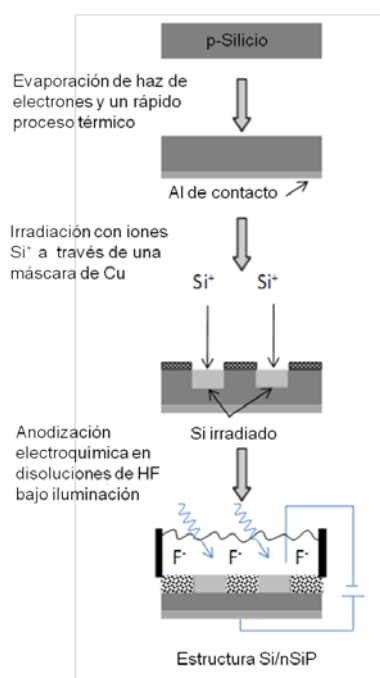 p-Silicio
Evaporación de haz de
electrones y un rápido
proceso térmico
Al de contacto
Irradiación con iones
Si⁺ a través de una
máscara de Cu
Si⁺ Si⁺
Si irradiado
Anodización
electroquímica en
disoluciones de HF
bajo iluminación
F⁻ F⁻ F⁻
Estructura Si/nSiP